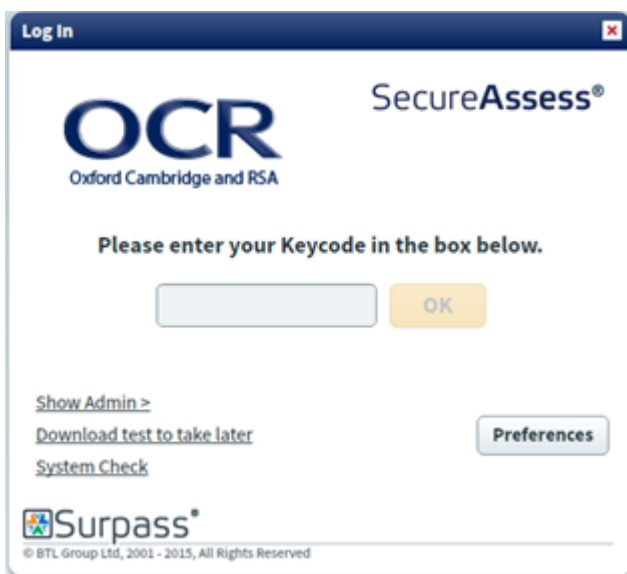 Log In
SecureAssess®
OCR
Oxford Cambridge and RSA
Please enter your Keycode in the box below.
OK
Show Admin >
Download test to take later
Preferences
System Check
Surpass®
© BTL Group Ltd, 2001 - 2015, All Rights Reserved